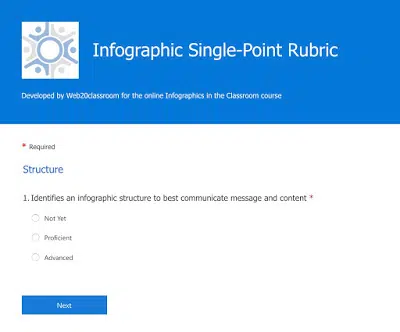 Infographic Single-Point Rubric
Developed by Web20classroom for the online Infographics in the Classroom course
* Required
Structure
1. Identifies an infographic structure to best communicate message and content *
Not Yet
Proficient
Advanced
Next